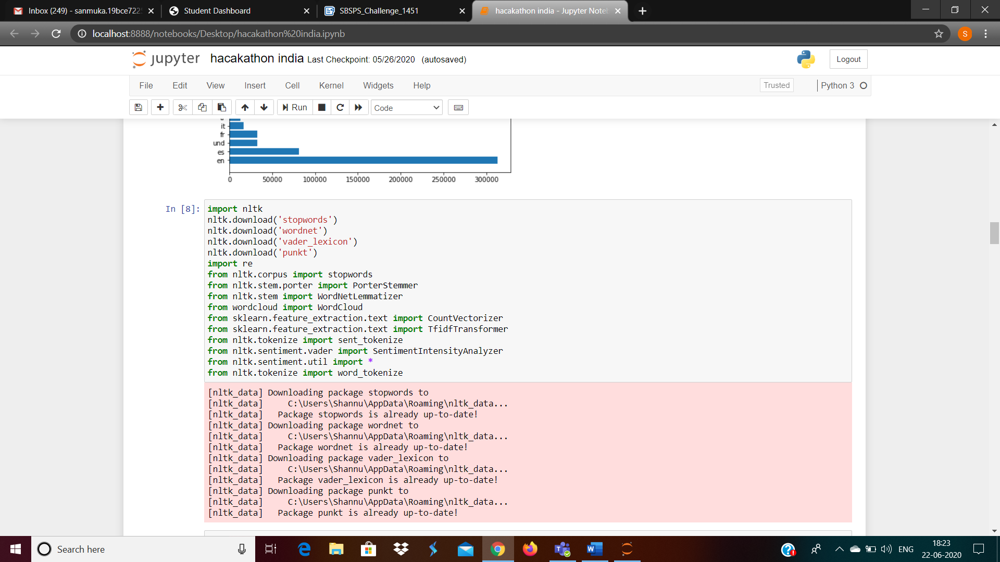 Inbox (249) - sanmuka.19bce722
Student Dashboard
SBSPS_Challenge_1451
hacakathon india - Jupyter Note
localhost:8888/notebooks/Desktop/hacakathon%20india.ipynb
S
jupyter hacakathon india Last Checkpoint: 05/26/2020 (autosaved)
Logout
File Edit View Insert Cell Kernel Widgets Help
Trusted
Python 3
Run
Code
it
fr
und
es
en
0 50000 100000 150000 200000 250000 300000
In [8]:
import nltk
nltk.download('stopwords')
nltk.download('wordnet')
nltk.download('vader_lexicon')
nltk.download('punkt')
import re
from nltk.corpus import stopwords
from nltk.stem.porter import PorterStemmer
from nltk.stem import WordNetLemmatizer
from wordcloud import WordCloud
from sklearn.feature_extraction.text import CountVectorizer
from sklearn.feature_extraction.text import TfidfTransformer
from nltk.tokenize import sent_tokenize
from nltk.sentiment.vader import SentimentIntensityAnalyzer
from nltk.sentiment.util import *
from nltk.tokenize import word_tokenize
[nltk_data] Downloading package stopwords to
[nltk_data]     C:\Users\Shannu\AppData\Roaming\nltk_data...
[nltk_data]   Package stopwords is already up-to-date!
[nltk_data] Downloading package wordnet to
[nltk_data]     C:\Users\Shannu\AppData\Roaming\nltk_data...
[nltk_data]   Package wordnet is already up-to-date!
[nltk_data] Downloading package vader_lexicon to
[nltk_data]     C:\Users\Shannu\AppData\Roaming\nltk_data...
[nltk_data]   Package vader_lexicon is already up-to-date!
[nltk_data] Downloading package punkt to
[nltk_data]     C:\Users\Shannu\AppData\Roaming\nltk_data...
[nltk_data]   Package punkt is already up-to-date!
Search here
ENG
18:23
22-06-2020